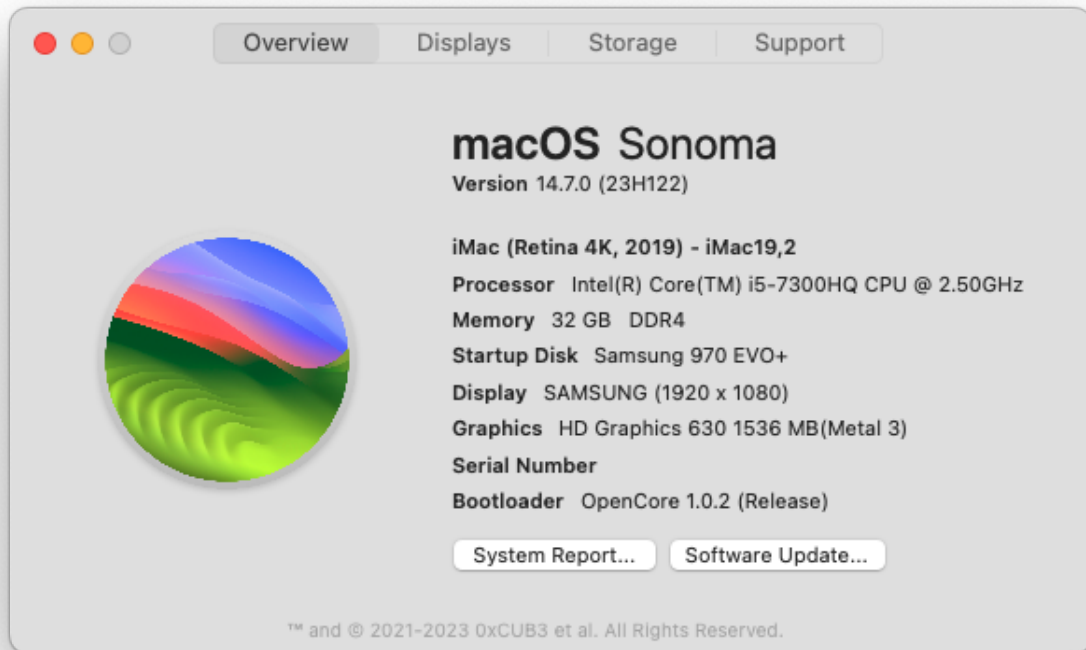 Overview Displays Storage Support
macOS Sonoma
Version 14.7.0 (23H122)
iMac (Retina 4K, 2019) - iMac19,2
Processor Intel(R) Core(TM) i5-7300HQ CPU @ 2.50GHz
Memory 32 GB DDR4
Startup Disk Samsung 970 EVO+
Display SAMSUNG (1920 x 1080)
Graphics HD Graphics 630 1536 MB(Metal 3)
Serial Number
Bootloader OpenCore 1.0.2 (Release)
System Report... Software Update...
™ and © 2021-2023 0xCUB3 et al. All Rights Reserved.